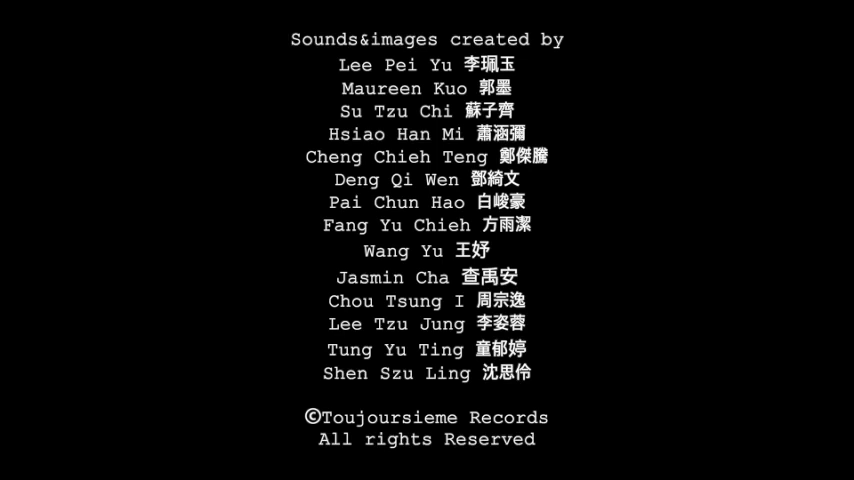 Sounds&images created by
Lee Pei Yu 李珮玉
Maureen Kuo 郭墨
Su Tzu Chi 蘇子齊
Hsiao Han Mi 蕭涵彌
Cheng Chieh Teng 鄭傑騰
Deng Qi Wen 鄧綺文
Pai Chun Hao 白峻豪
Fang Yu Chieh 方雨潔
Wang Yu 王妤
Jasmin Cha 查禹安
Chou Tsung I 周宗逸
Lee Tzu Jung 李姿蓉
Tung Yu Ting 童郁婷
Shen Szu Ling 沈思伶
©Toujoursieme Records
All rights Reserved